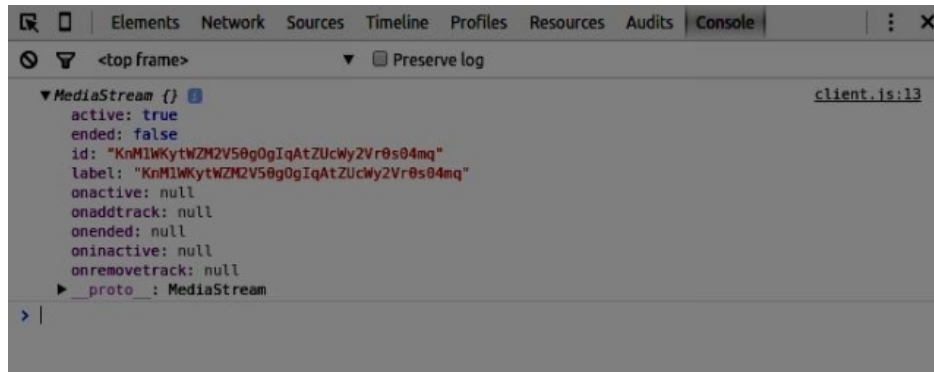 Elements Network Sources Timeline Profiles Resources Audits Console
<top frame> ▼ Preserve log
▼ MediaStream {} client.js:13
active: true
ended: false
id: "KnM1WKytWZM2V50gOgIqAtZUcWy2Vr0s04mq"
label: "KnM1WKytWZM2V50gOgIqAtZUcWy2Vr0s04mq"
onactive: null
onaddtrack: null
onended: null
oninactive: null
onremovetrack: null
▶ __proto__: MediaStream
>